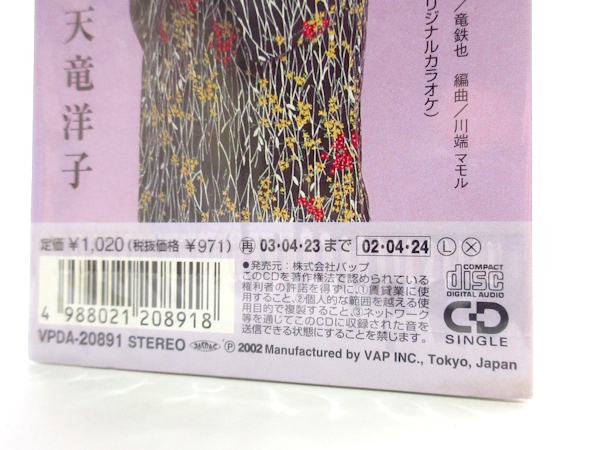 ／竜鉄也　編曲／川端マモル
リジナルカラオケ）
天竜洋子
定価￥1,020（税抜価格 ￥971）再 03・04・23まで 02・04・24 Ⓛ
●発売元：株式会社バップ
このCDを著作権法で認められている
権利者の許諾を得ずに、①賃貸業に使
用すること、②個人的な範囲を越える使
用目的で複製すること、③ネットワーク
等を通じてこのCDに収録された音を
送信できる状態にすることを禁じます。
COMPACT
disc
DIGITAL AUDIO
CD
SINGLE
4 988021 208918
VPDA-20891 STEREO Ⓟ 2002 Manufactured by VAP INC., Tokyo, Japan